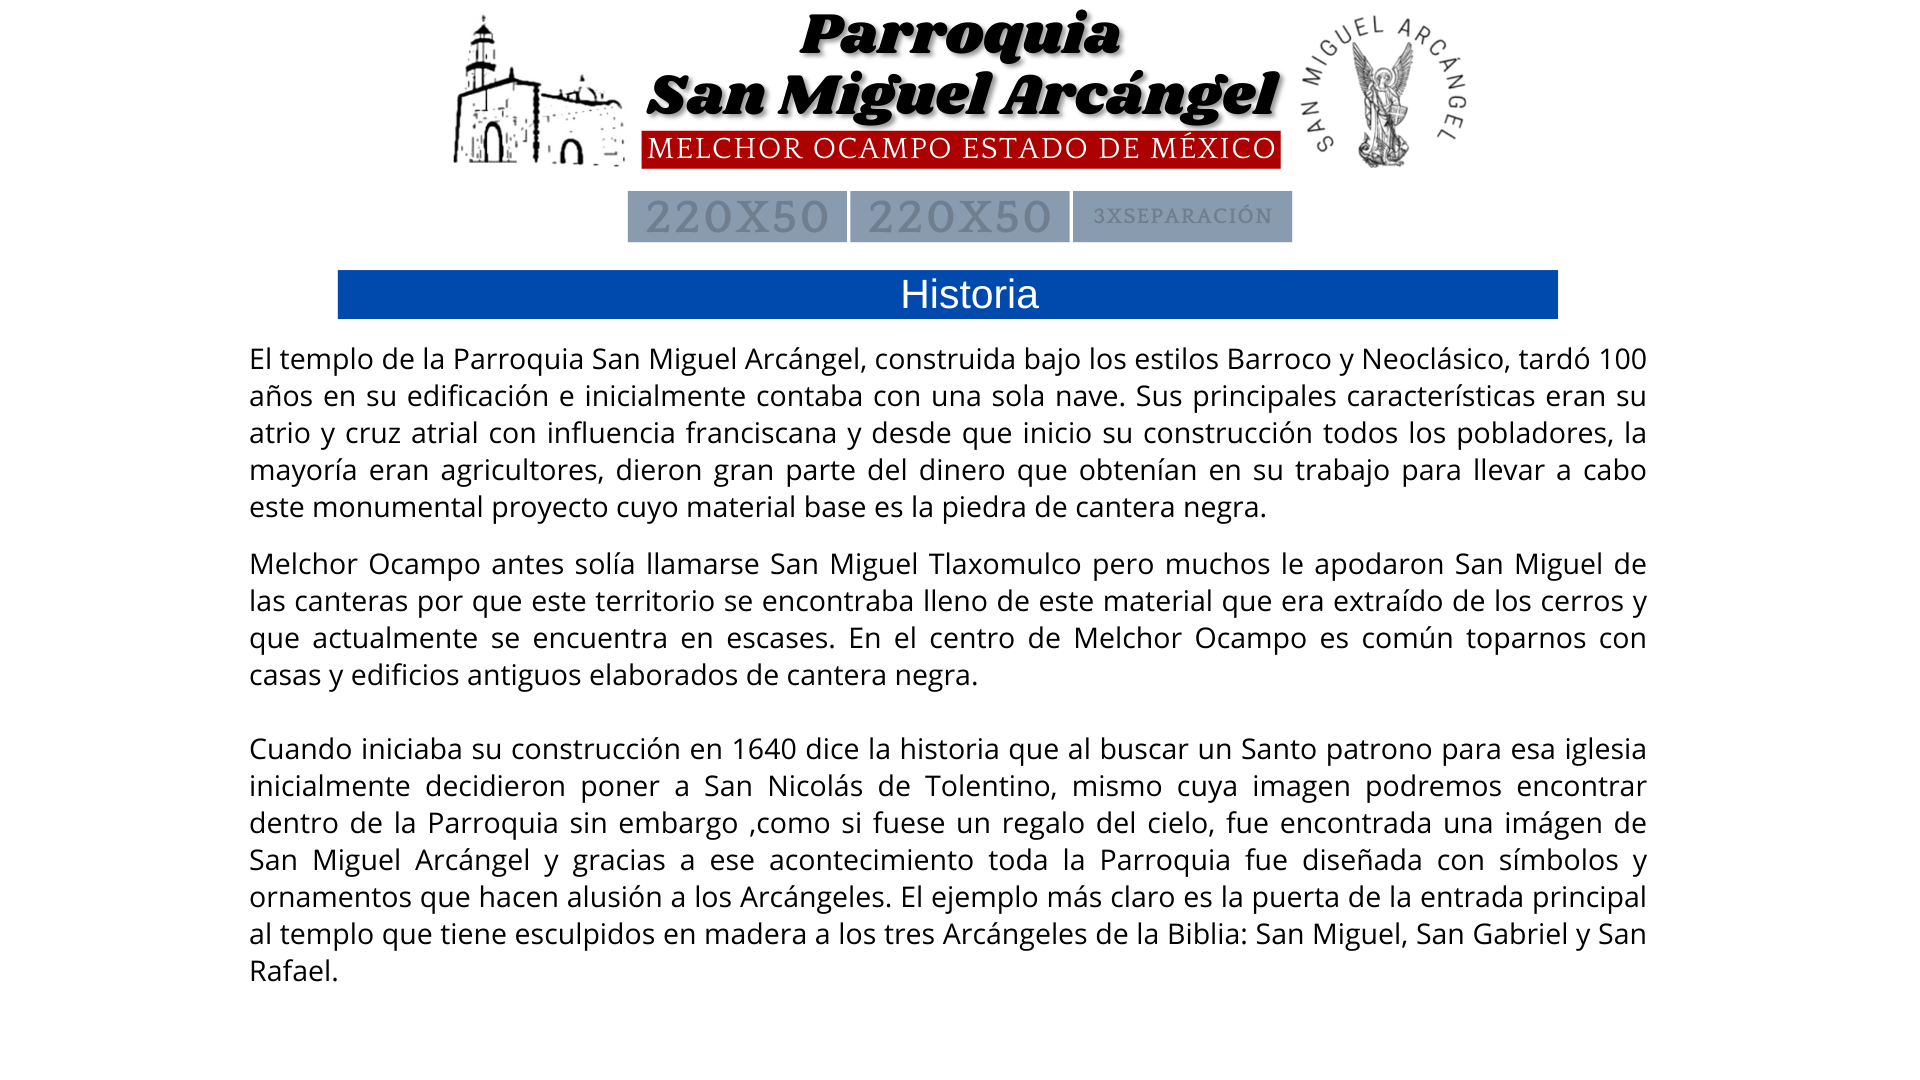 Parroquia
San Miguel Arcángel
MELCHOR OCAMPO ESTADO DE MÉXICO
SAN MIGUEL ARCÁNGEL
220X50 220X50 3XSEPARACIÓN
Historia
El templo de la Parroquia San Miguel Arcángel, construida bajo los estilos Barroco y Neoclásico, tardó 100
años en su edificación e inicialmente contaba con una sola nave. Sus principales características eran su
atrio y cruz atrial con influencia franciscana y desde que inicio su construcción todos los pobladores, la
mayoría eran agricultores, dieron gran parte del dinero que obtenían en su trabajo para llevar a cabo
este monumental proyecto cuyo material base es la piedra de cantera negra.
Melchor Ocampo antes solía llamarse San Miguel Tlaxomulco pero muchos le apodaron San Miguel de
las canteras por que este territorio se encontraba lleno de este material que era extraído de los cerros y
que actualmente se encuentra en escases. En el centro de Melchor Ocampo es común toparnos con
casas y edificios antiguos elaborados de cantera negra.
Cuando iniciaba su construcción en 1640 dice la historia que al buscar un Santo patrono para esa iglesia
inicialmente decidieron poner a San Nicolás de Tolentino, mismo cuya imagen podremos encontrar
dentro de la Parroquia sin embargo ,como si fuese un regalo del cielo, fue encontrada una imágen de
San Miguel Arcángel y gracias a ese acontecimiento toda la Parroquia fue diseñada con símbolos y
ornamentos que hacen alusión a los Arcángeles. El ejemplo más claro es la puerta de la entrada principal
al templo que tiene esculpidos en madera a los tres Arcángeles de la Biblia: San Miguel, San Gabriel y San
Rafael.